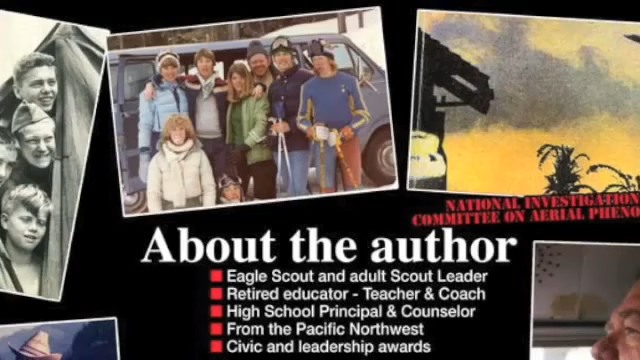 NATIONAL INVESTIGATION
COMMITTEE ON AERIAL PHENO
About the author
Eagle Scout and adult Scout Leader
Retired educator - Teacher & Coach
High School Principal & Counselor
From the Pacific Northwest
Civic and leadership awards